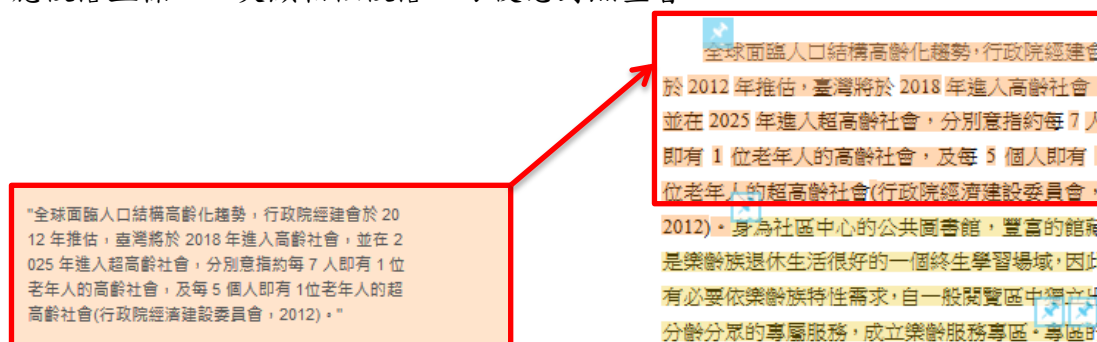 "全球面臨人口結構高齡化趨勢，行政院經建會於 20
12 年推估，臺灣將於 2018 年進入高齡社會，並在 2
025 年進入超高齡社會，分別意指約每 7 人即有 1 位
老年人的高齡社會，及每 5 個人即有 1位老年人的超
高齡社會(行政院經濟建設委員會，2012)。"
全球面臨人口結構高齡化趨勢，行政院經建會
於 2012 年推估，臺灣將於 2018 年進入高齡社會，
並在 2025 年進入超高齡社會，分別意指約每 7 人
即有 1 位老年人的高齡社會，及每 5 個人即有
位老年人的超高齡社會(行政院經濟建設委員會，
2012)。身為社區中心的公共圖書館，豐富的館藏
是樂齡族退休生活很好的一個終生學習場域，因此
有必要依樂齡族特性需求，自一般閱覽區中獨立出
分齡分眾的專屬服務，成立樂齡服務專區。專區的